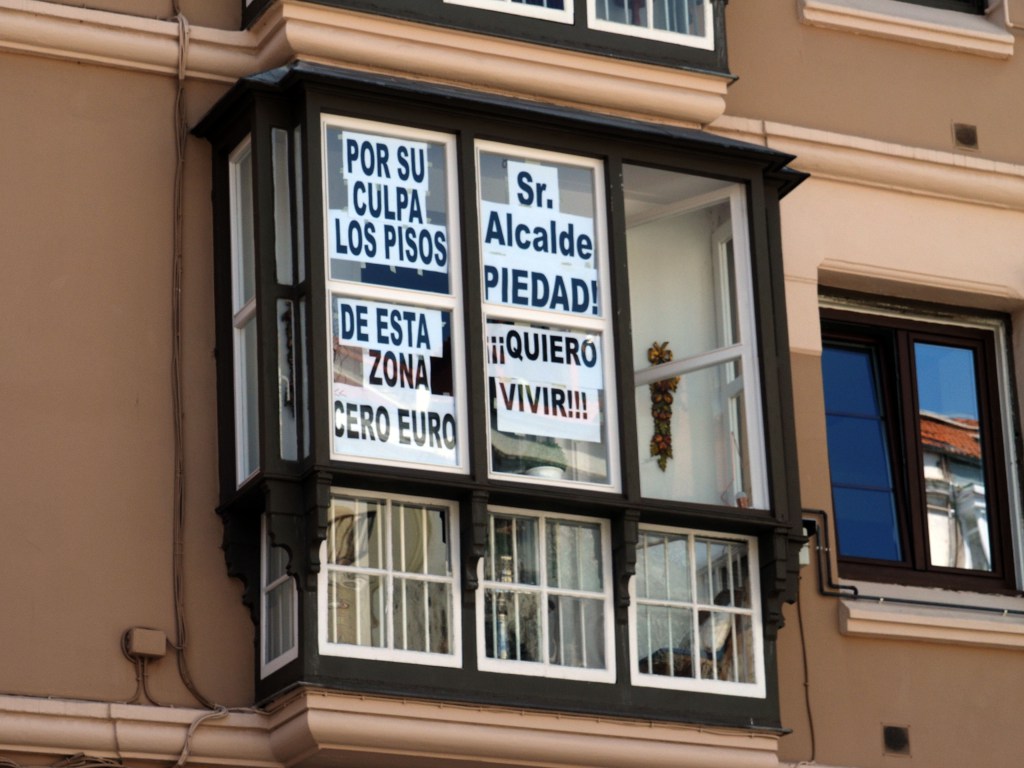 POR SU
CULPA
LOS PISOS
DE ESTA
ZONA
CERO EURO
Sr.
Alcalde
PIEDAD!
¡¡¡QUIERO
VIVIR!!!